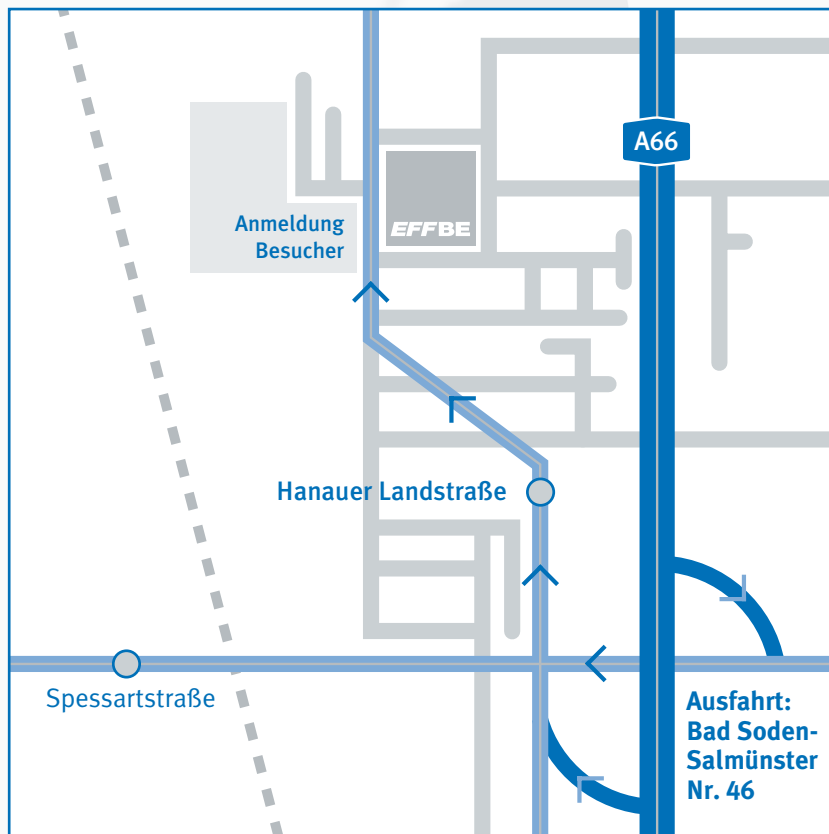 A66
EFFBE
Anmeldung
Besucher
Hanauer Landstraße
Spessartstraße
Ausfahrt:
Bad Soden-
Salmünster
Nr. 46